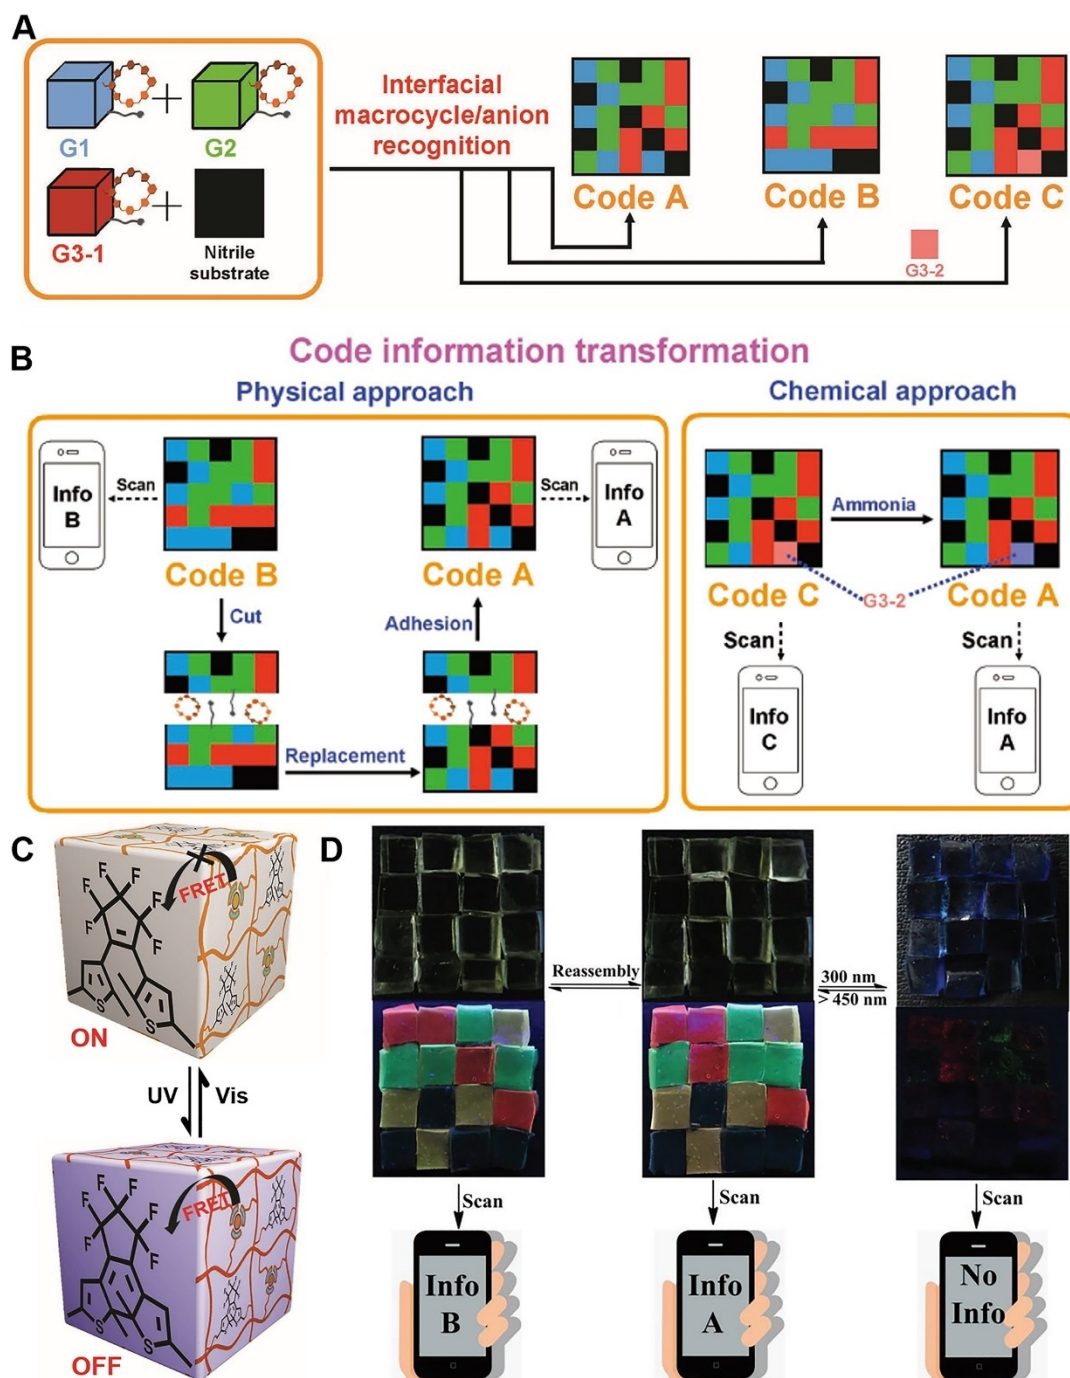 A
G1
G2
G3-1
Nitrile
substrate
Interfacial
macrocycle/anion
recognition
Code A
Code B
Code C
G3-2
B
Code information transformation
Physical approach
Chemical approach
Info
B
Scan
Code B
Cut
Replacement
Adhesion
Code A
Scan
Info
A
Ammonia
Code C
G3-2
Code A
Scan
Scan
Info
C
Info
A
C
FRET
F
F
F
F
F
F
S
S
ON
UV
Vis
FRET
F
F
F
F
F
F
S
S
OFF
D
Reassembly
300 nm
> 450 nm
Scan
Scan
Scan
Info
B
Info
A
No
Info